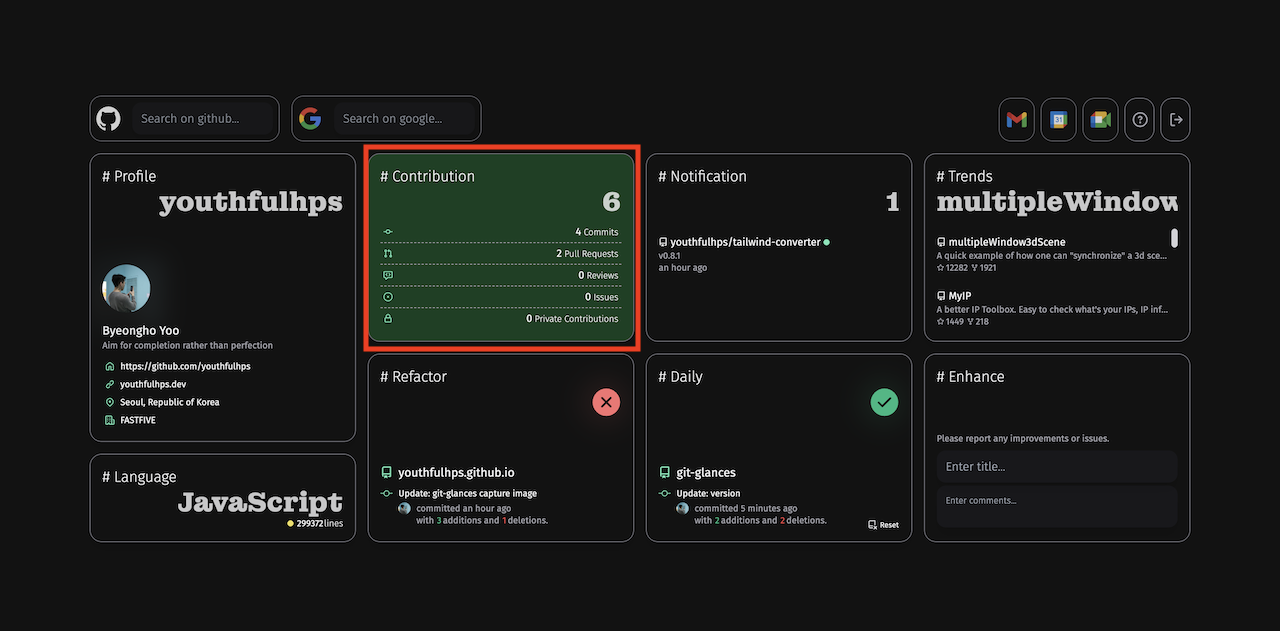 Search on github...
Search on google...
31
# Profile
youthfulhps
Byeongho Yoo
Aim for completion rather than perfection
https://github.com/youthfulhps
youthfulhps.dev
Seoul, Republic of Korea
FASTFIVE
# Language
JavaScript
299372 lines
# Contribution
6
4 Commits
2 Pull Requests
0 Reviews
0 Issues
0 Private Contributions
# Refactor
youthfulhps.github.io
Update: git-glances capture image
committed an hour ago
with 3 additions and 1 deletions.
# Notification
1
youthfulhps/tailwind-converter
v0.8.1
an hour ago
# Daily
git-glances
Update: version
committed 5 minutes ago
with 2 additions and 2 deletions.
Reset
# Trends
multipleWindow
multipleWindow3dScene
A quick example of how one can "synchronize" a 3d sce...
12282 1921
MyIP
A better IP Toolbox. Easy to check what's your IPs, IP inf...
1449 218
# Enhance
Please report any improvements or issues.
Enter title...
Enter comments...